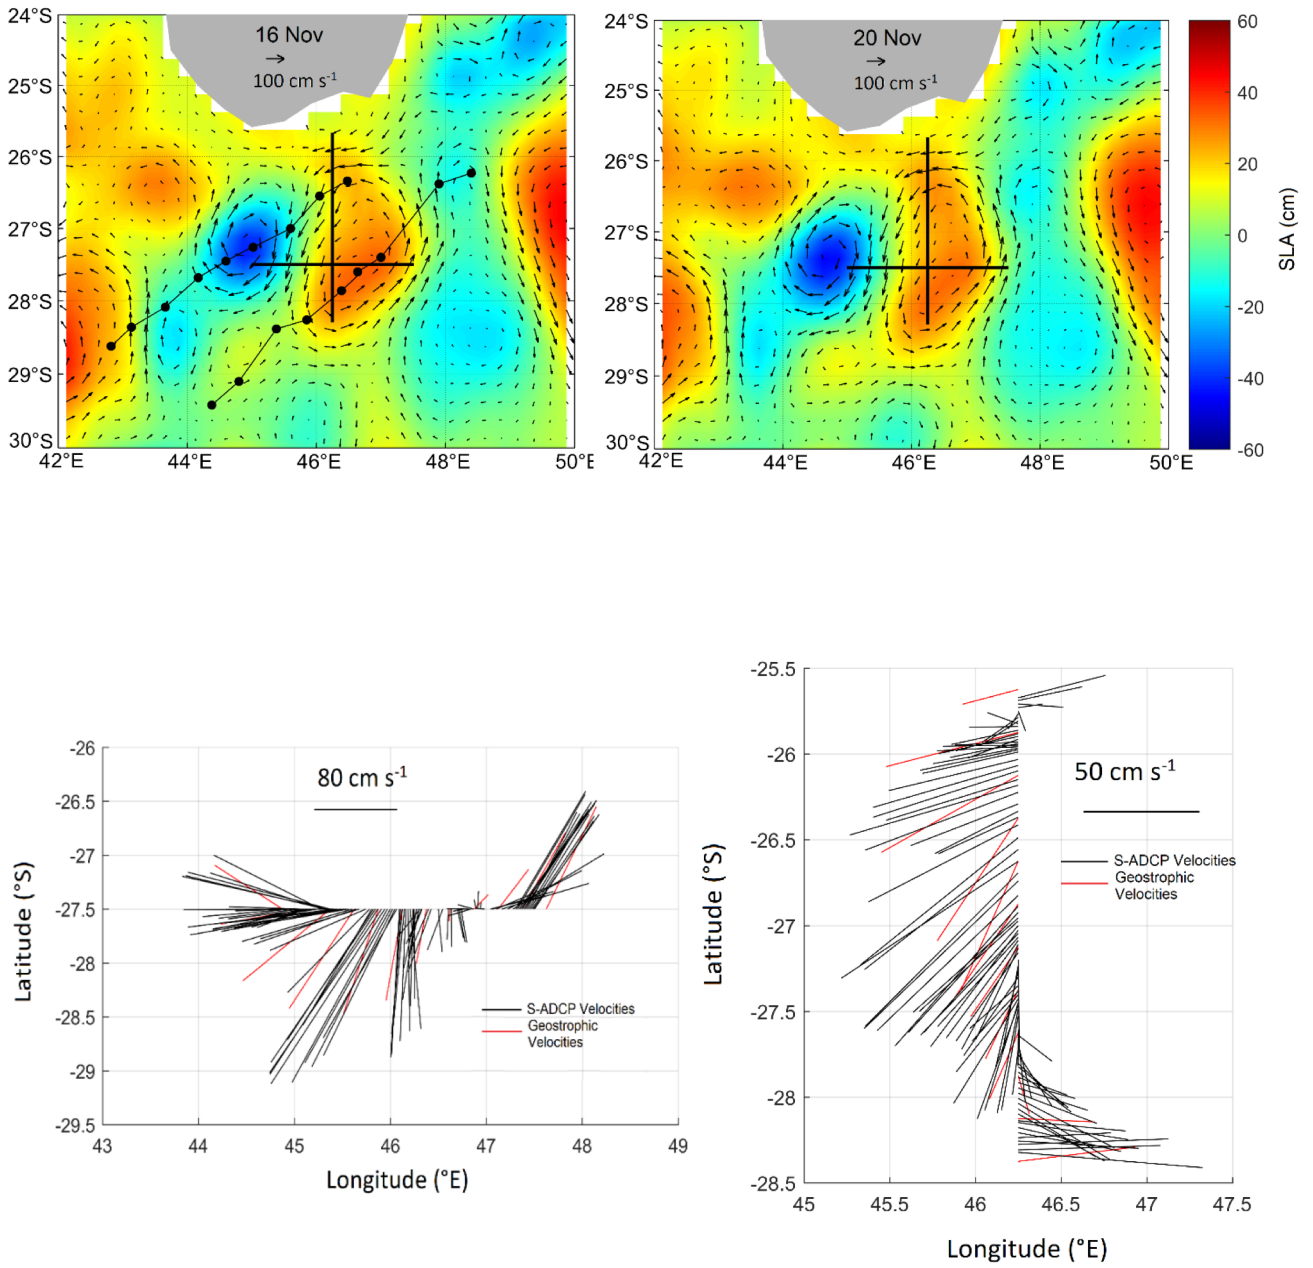 24°S
25°S
26°S
27°S
28°S
29°S
30°S
42°E
44°E
46°E
48°E
50°E
16 Nov
100 cm s-1
24°S
25°S
26°S
27°S
28°S
29°S
30°S
42°E
44°E
46°E
48°E
50°E
20 Nov
100 cm s-1
60
40
20
0
-20
-40
-60
SLA (cm)
-26
-26.5
-27
-27.5
-28
-28.5
-29
-29.5
43
44
45
46
47
48
49
Latitude (°S)
Longitude (°E)
80 cm s-1
S-ADCP Velocities
Geostrophic
Velocities
-25.5
-26
-26.5
-27
-27.5
-28
-28.5
45
45.5
46
46.5
47
47.5
Latitude (°S)
Longitude (°E)
50 cm s-1
S-ADCP Velocities
Geostrophic
Velocities